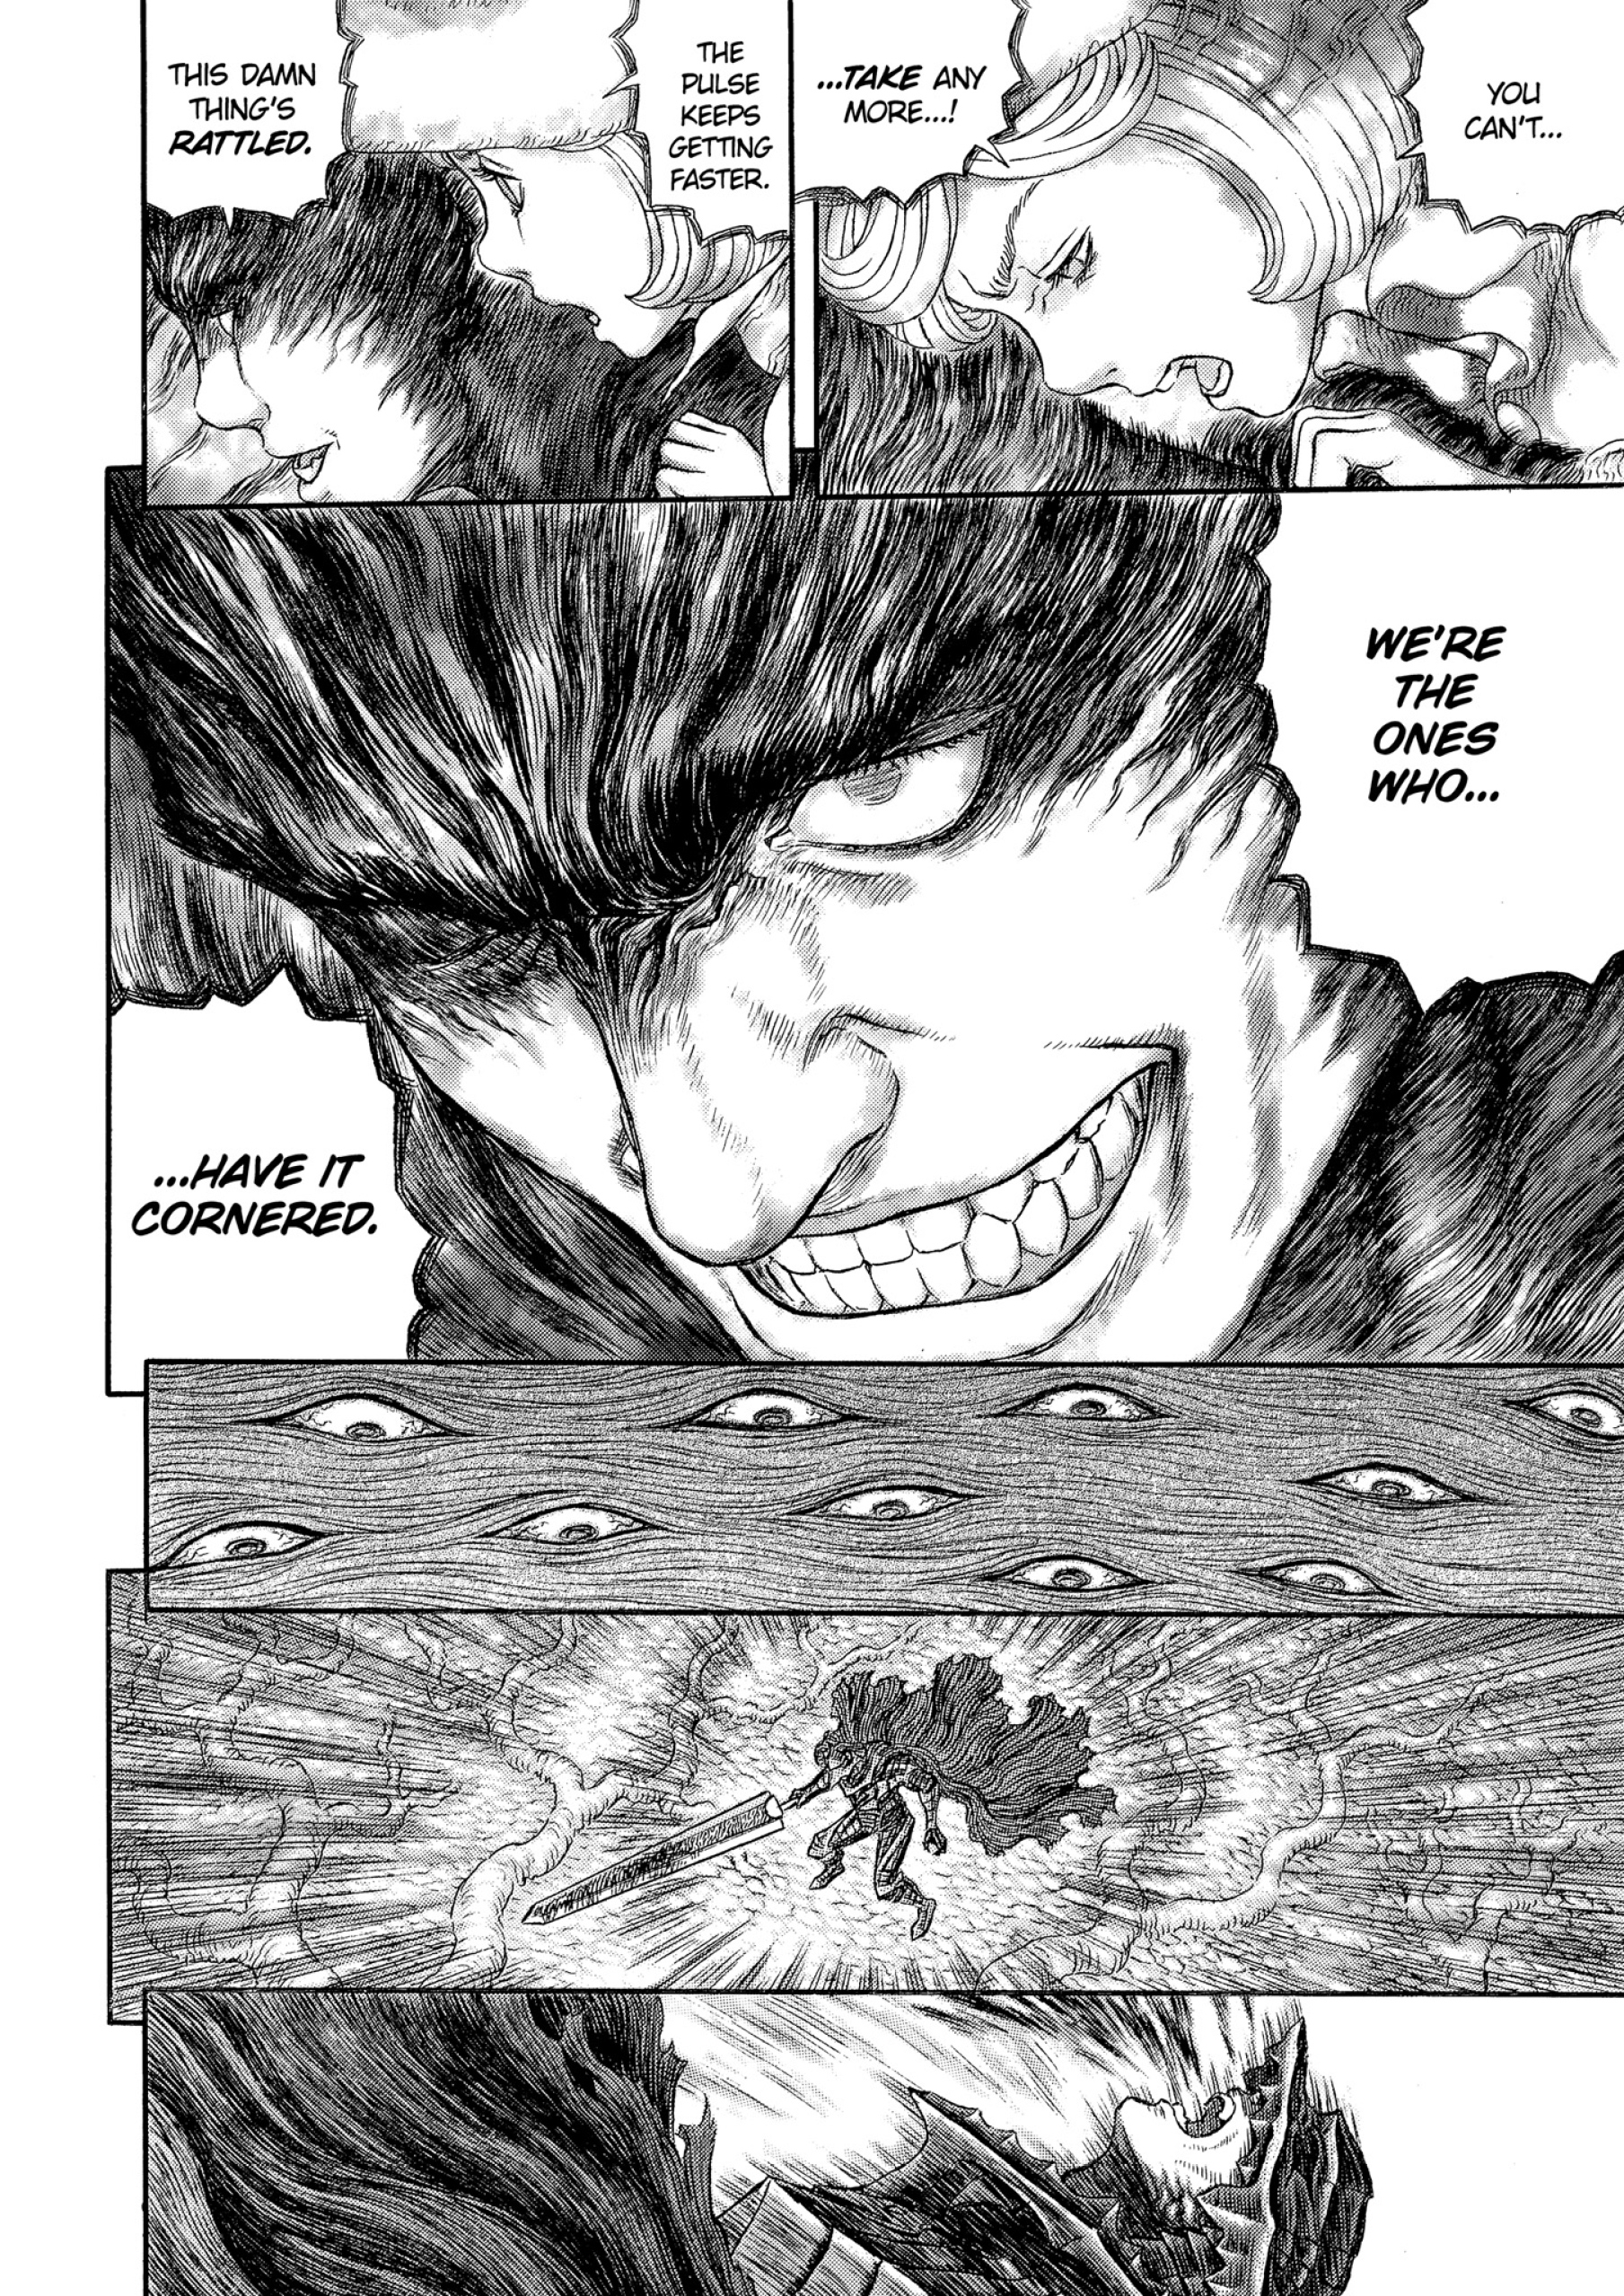 YOU
CAN'T...
...TAKE ANY
MORE...!
THE
PULSE
KEEPS
GETTING
FASTER.
THIS DAMN
THING'S
RATTLED.
WE'RE
THE
ONES
WHO...
...HAVE IT
CORNERED.